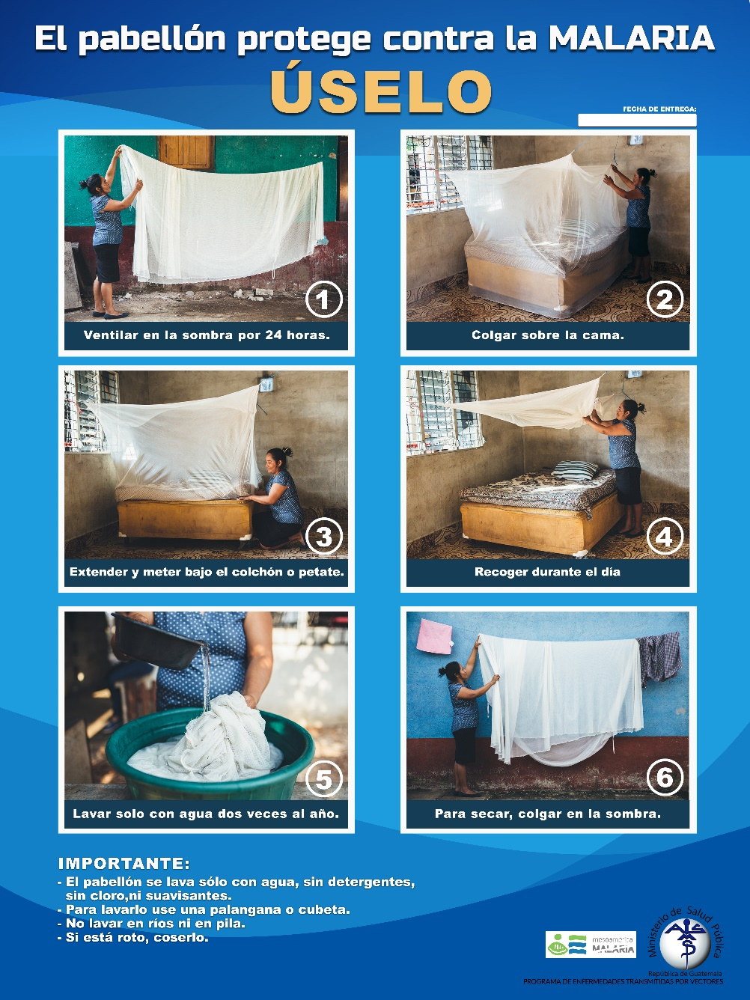 El pabellón protege contra la MALARIA
ÚSELO
FECHA DE ENTREGA:
1
Ventilar en la sombra por 24 horas.
2
Colgar sobre la cama.
3
Extender y meter bajo el colchón o petate.
4
Recoger durante el día
5
Lavar solo con agua dos veces al año.
6
Para secar, colgar en la sombra.
IMPORTANTE:
- El pabellón se lava sólo con agua, sin detergentes,
sin cloro,ni suavisantes.
- Para lavarlo use una palangana o cubeta.
- No lavar en ríos ni en pila.
- Si está roto, coserlo.
mesoamérica
MALARIA
Ministerio de Salud Pública
MSPAS
República de Guatemala
PROGRAMA DE ENFERMEDADES TRANSMITIDAS POR VECTORES